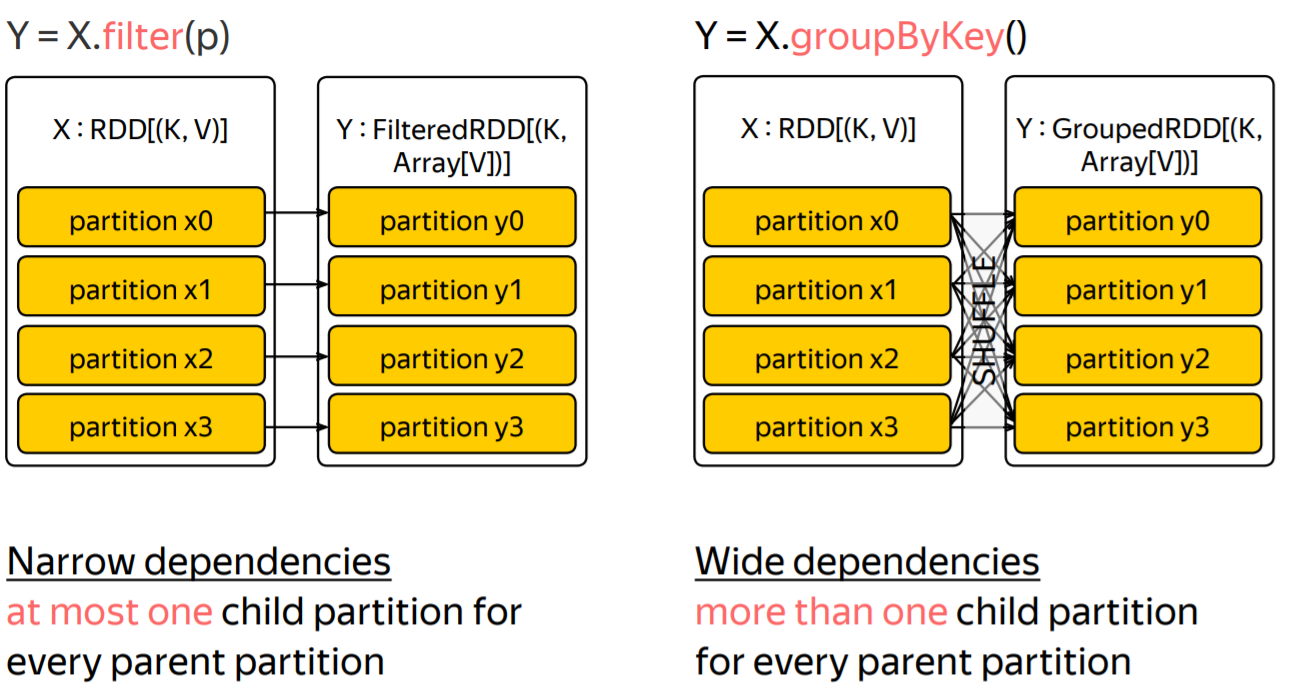 Y = X.filter(p)
X : RDD[(K, V)]
Y : FilteredRDD[(K,
Array[V])]
partition x0
partition y0
partition x1
partition y1
partition x2
partition y2
partition x3
partition y3
Narrow dependencies
at most one child partition for
every parent partition
Y = X.groupByKey()
X : RDD[(K, V)]
Y : GroupedRDD[(K,
Array[V])]
partition x0
partition y0
partition x1
partition y1
partition x2
partition y2
partition x3
partition y3
SHUFFLE
Wide dependencies
more than one child partition
for every parent partition